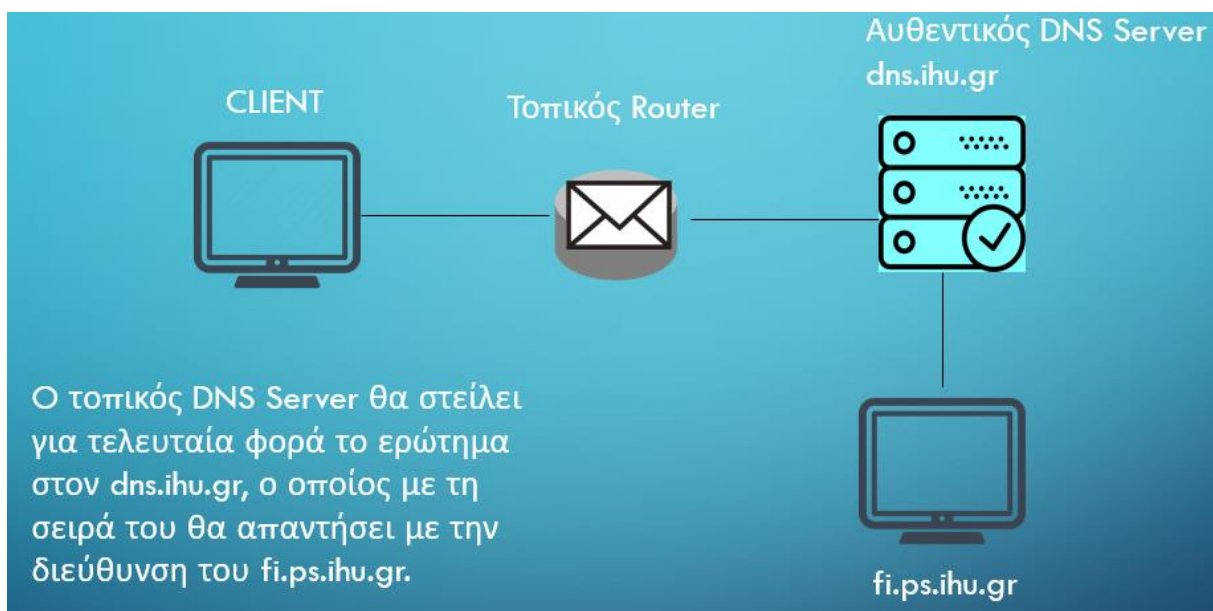 Αυθεντικός DNS Server
dns.ihu.gr
CLIENT
Τοπικός Router
Ο τοπικός DNS Server θα στείλει
για τελευταία φορά το ερώτημα
στον dns.ihu.gr, ο οποίος με τη
σειρά του θα απαντήσει με την
διεύθυνση του fi.ps.ihu.gr.
fi.ps.ihu.gr